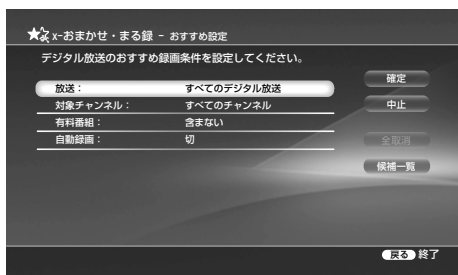 x-おまかせ・まる録 - おすすめ設定
デジタル放送のおすすめ録画条件を設定してください。
放送： すべてのデジタル放送
対象チャンネル： すべてのチャンネル
有料番組： 含まない
自動録画： 切
確定
中止
全取消
候補一覧
戻る 終了